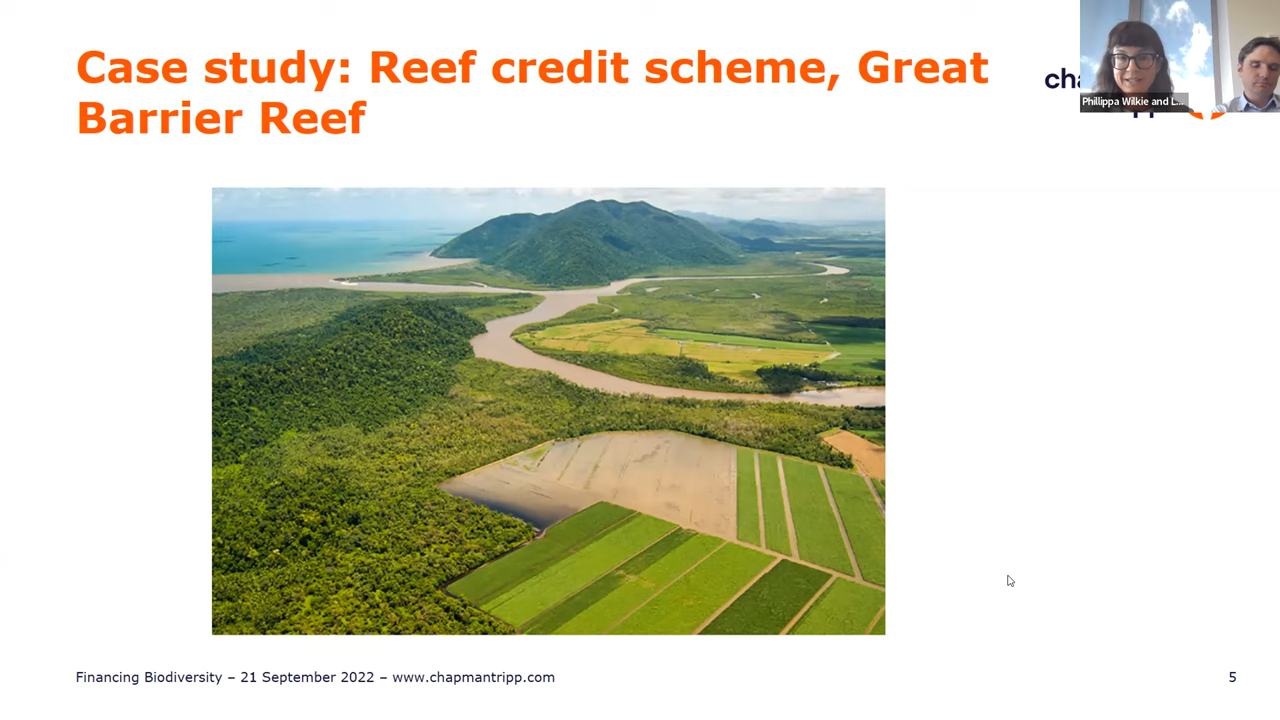 Case study: Reef credit scheme, Great
Barrier Reef
Phillippa Wilkie and L...
Financing Biodiversity – 21 September 2022 – www.chapmantripp.com
5